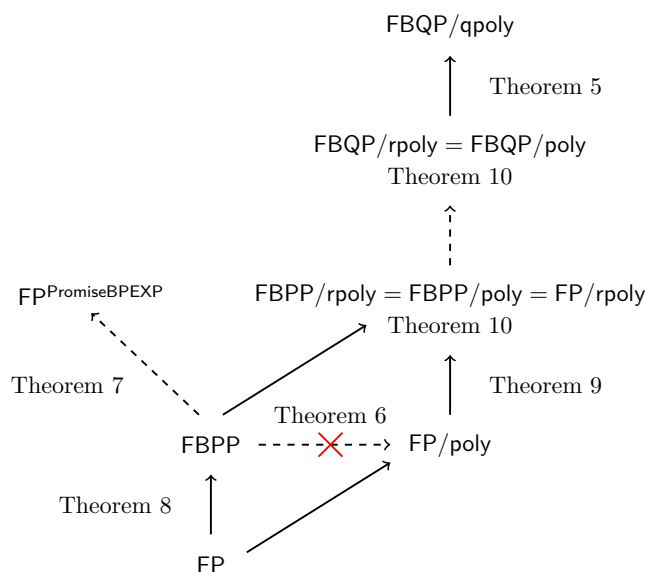 FBQP/qpoly
Theorem 5
FBQP/rpoly = FBQP/poly
Theorem 10
FP^PromiseBPEXP
FBPP/rpoly = FBPP/poly = FP/rpoly
Theorem 10
Theorem 7
Theorem 9
Theorem 6
FBPP
FP/poly
Theorem 8
FP